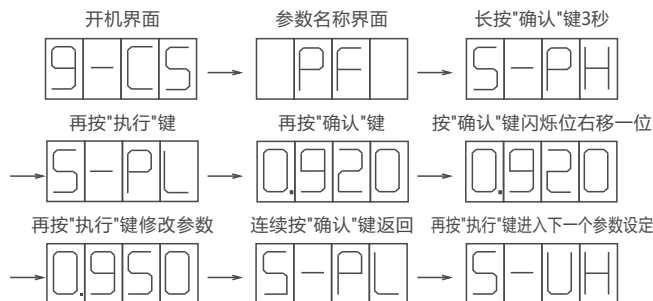 开机界面 参数名称界面 长按"确认"键3秒
9-CS PF S-PH
再按"执行"键 再按"确认"键 按"确认"键闪烁位右移一位
S-PL 0.920 0.920
再按"执行"键修改参数 连续按"确认"键返回 再按"执行"键进入下一个参数设定
0.950 S-PL S-UH